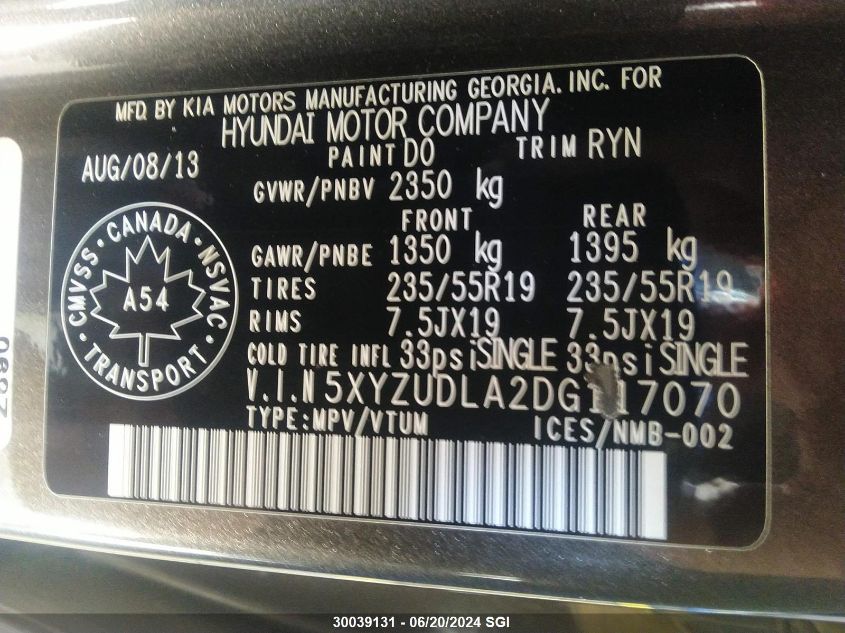 MFD. BY KIA MOTORS MANUFACTURING GEORGIA. INC. FOR
HYUNDAI MOTOR COMPANY
AUG/08/13 PAINT DO TRIM RYN
GVWR/PNBV 2350 kg
FRONT REAR
GAWR/PNBE 1350 kg 1395 kg
TIRES 235/55R19 235/55R19
RIMS 7.5JX19 7.5JX19
COLD TIRE INFL 33psi SINGLE 33psi SINGLE
V.I.N 5XYZUDLA2DG117070
TYPE:MPV/VTUM ICES/NMB-002
CMVSS • CANADA • NSVAC • TRANSPORT •
A54
30039131 - 06/20/2024 SGI